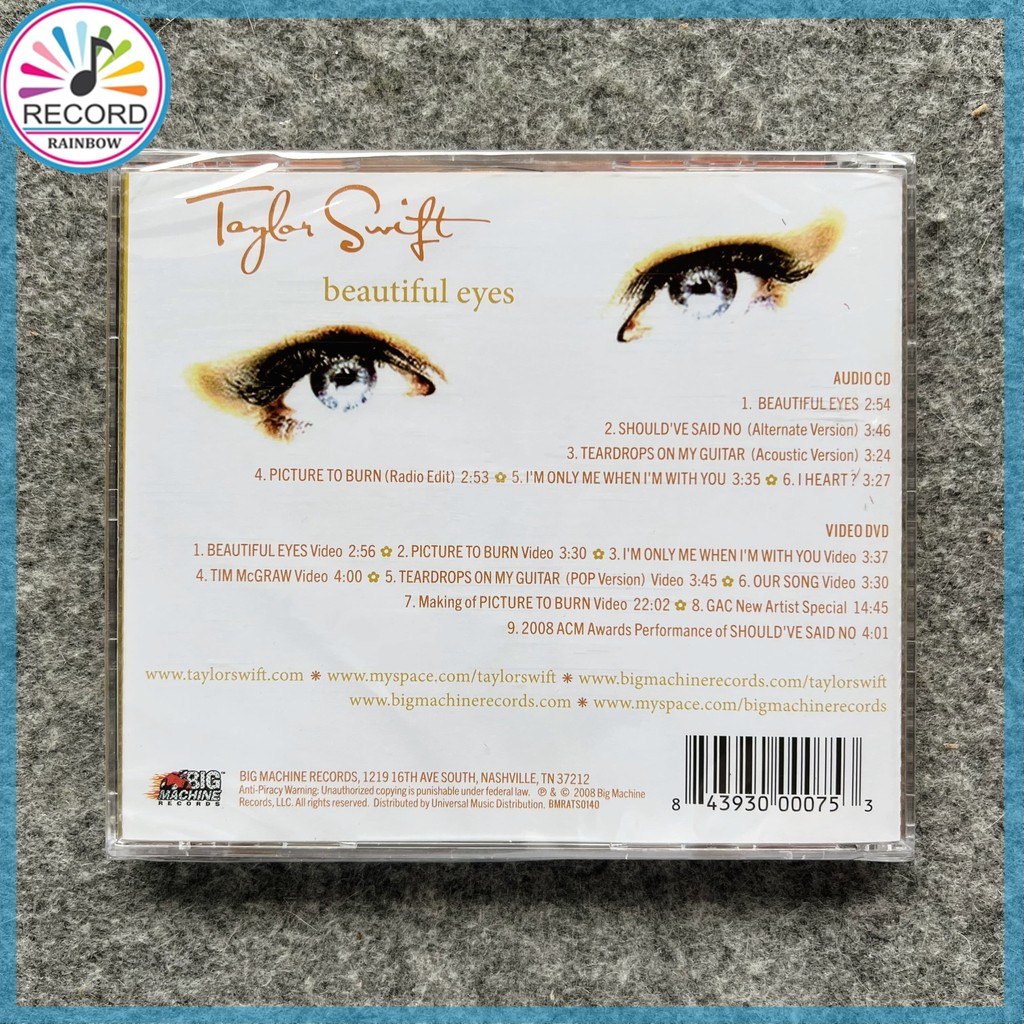 RECORD
RAINBOW
Taylor Swift
beautiful eyes
AUDIO CD
1. BEAUTIFUL EYES 2:54
2. SHOULD'VE SAID NO (Alternate Version) 3:46
3. TEARDROPS ON MY GUITAR (Acoustic Version) 3:24
4. PICTURE TO BURN (Radio Edit) 2:53 ✿ 5. I'M ONLY ME WHEN I'M WITH YOU 3:35 ✿ 6. I HEART ? 3:27
VIDEO DVD
1. BEAUTIFUL EYES Video 2:56 ✿ 2. PICTURE TO BURN Video 3:30 ✿ 3. I'M ONLY ME WHEN I'M WITH YOU Video 3:37
4. TIM McGRAW Video 4:00 ✿ 5. TEARDROPS ON MY GUITAR (POP Version) Video 3:45 ✿ 6. OUR SONG Video 3:30
7. Making of PICTURE TO BURN Video 22:02 ✿ 8. GAC New Artist Special 14:45
9. 2008 ACM Awards Performance of SHOULD'VE SAID NO 4:01
www.taylorswift.com ✱ www.myspace.com/taylorswift ✱ www.bigmachinerecords.com/taylorswift
www.bigmachinerecords.com ✱ www.myspace.com/bigmachinerecords
BIG
MACHINE
RECORDS
BIG MACHINE RECORDS, 1219 16TH AVE SOUTH, NASHVILLE, TN 37212
Anti-Piracy Warning: Unauthorized copying is punishable under federal law. ℗ & © 2008 Big Machine
Records, LLC. All rights reserved. Distributed by Universal Music Distribution. BMRATS0140
8 43930 00075 3